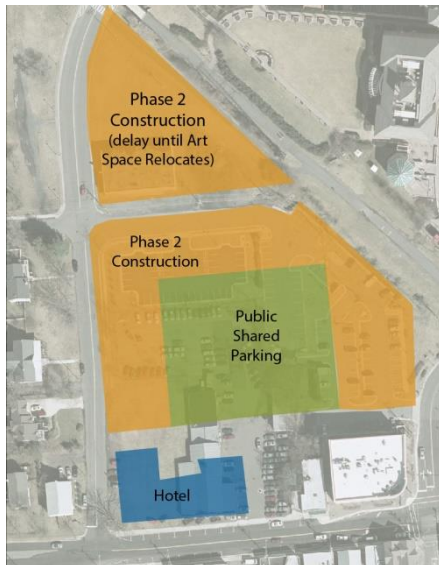 Phase 2
Construction
(delay until Art
Space Relocates)
Phase 2
Construction
Public
Shared
Parking
Hotel